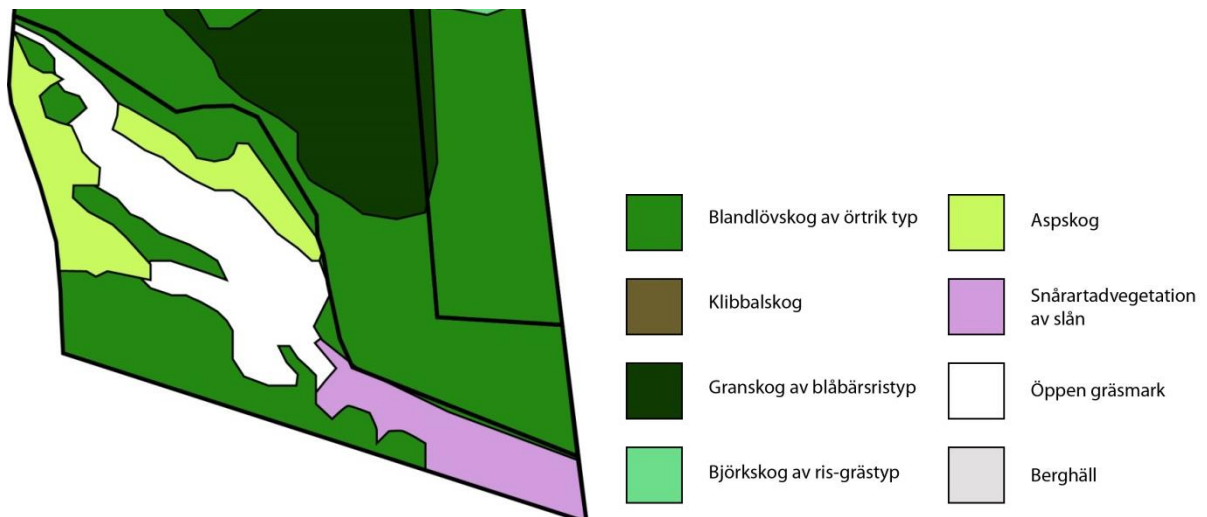 Blandlövskog av örtrik typ
Klibbalskog
Granskog av blåbärsristyp
Björkskog av ris-grästyp
Aspskog
Snårartadvegetation
av slån
Öppen gräsmark
Berghäll